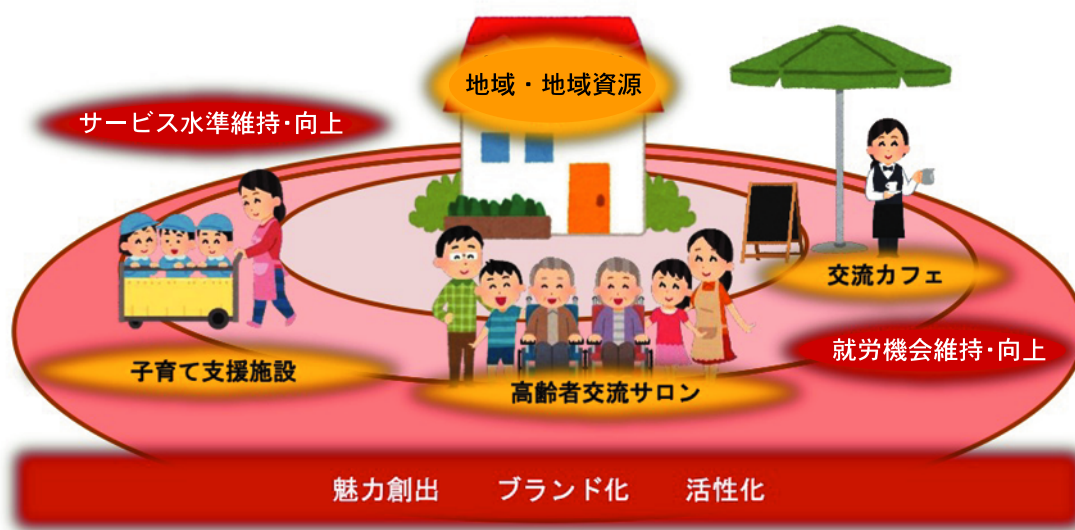 地域・地域資源
サービス水準維持･向上
交流カフェ
就労機会維持･向上
子育て支援施設
高齢者交流サロン
魅力創出　ブランド化　活性化